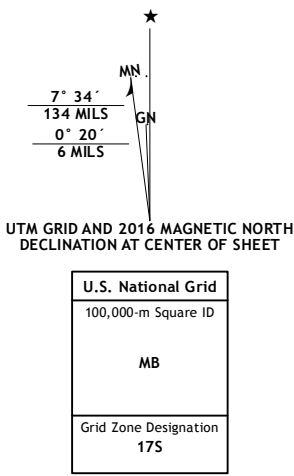 ★
MN
7° 34´
134 MILS
GN
0° 20´
6 MILS
UTM GRID AND 2016 MAGNETIC NORTH
DECLINATION AT CENTER OF SHEET
U.S. National Grid
100,000-m Square ID
MB
Grid Zone Designation
17S